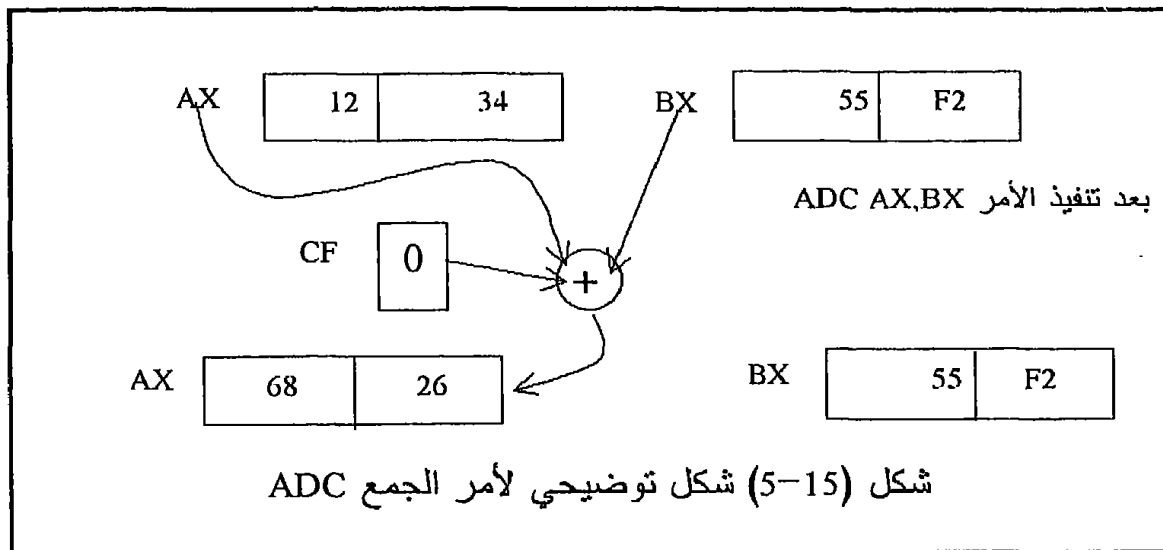 AX 12 34 BX 55 F2
بعد تنفيذ الأمر ADC AX,BX
CF 0 +
AX 68 26 BX 55 F2
شكل (15-5) شكل توضيحي لأمر الجمع ADC